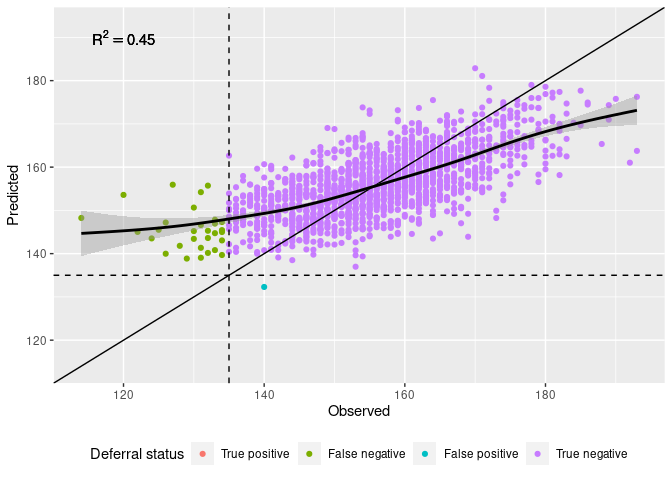 R² = 0.45
180
160
140
120
Predicted
120 140 160 180
Observed
Deferral status True positive False negative False positive True negative